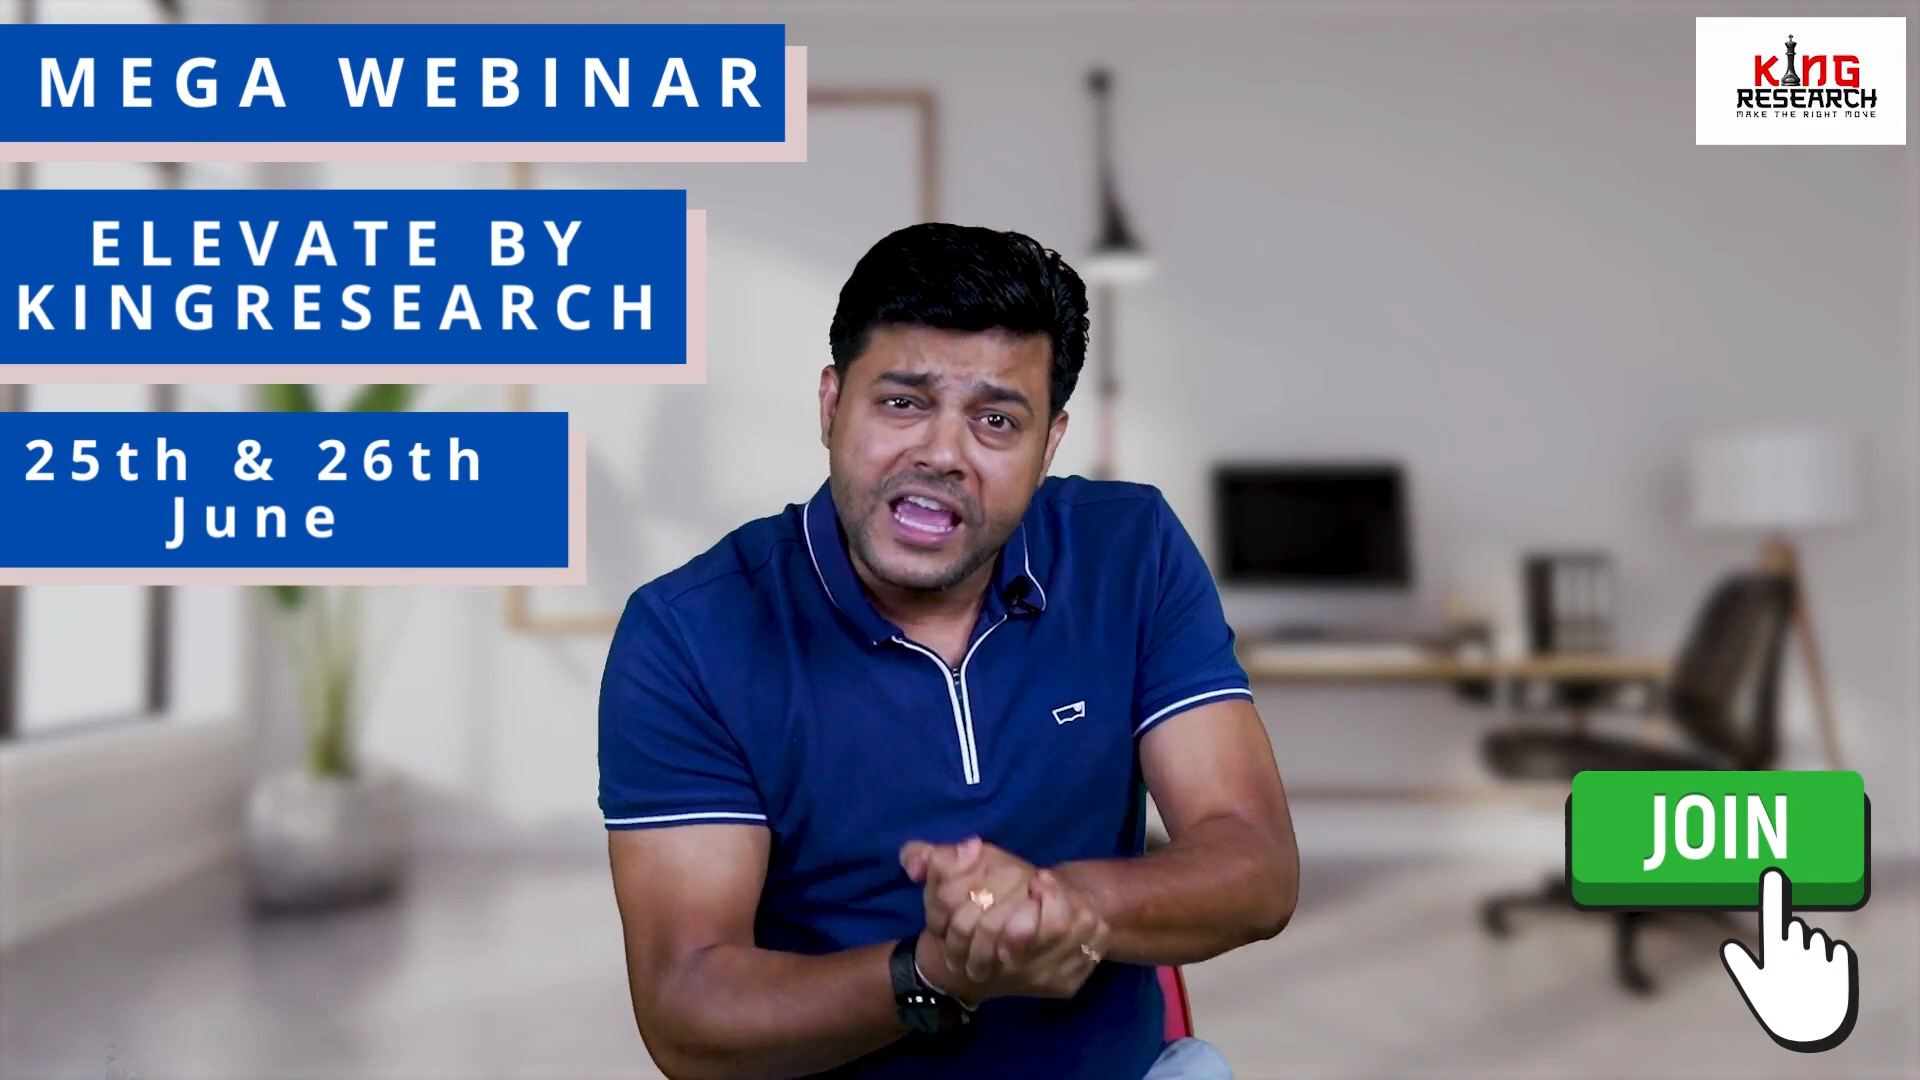 MEGA WEBINAR
ELEVATE BY
KINGRESEARCH
25th & 26th
June
KING
RESEARCH
MAKE THE RIGHT MOVE
JOIN